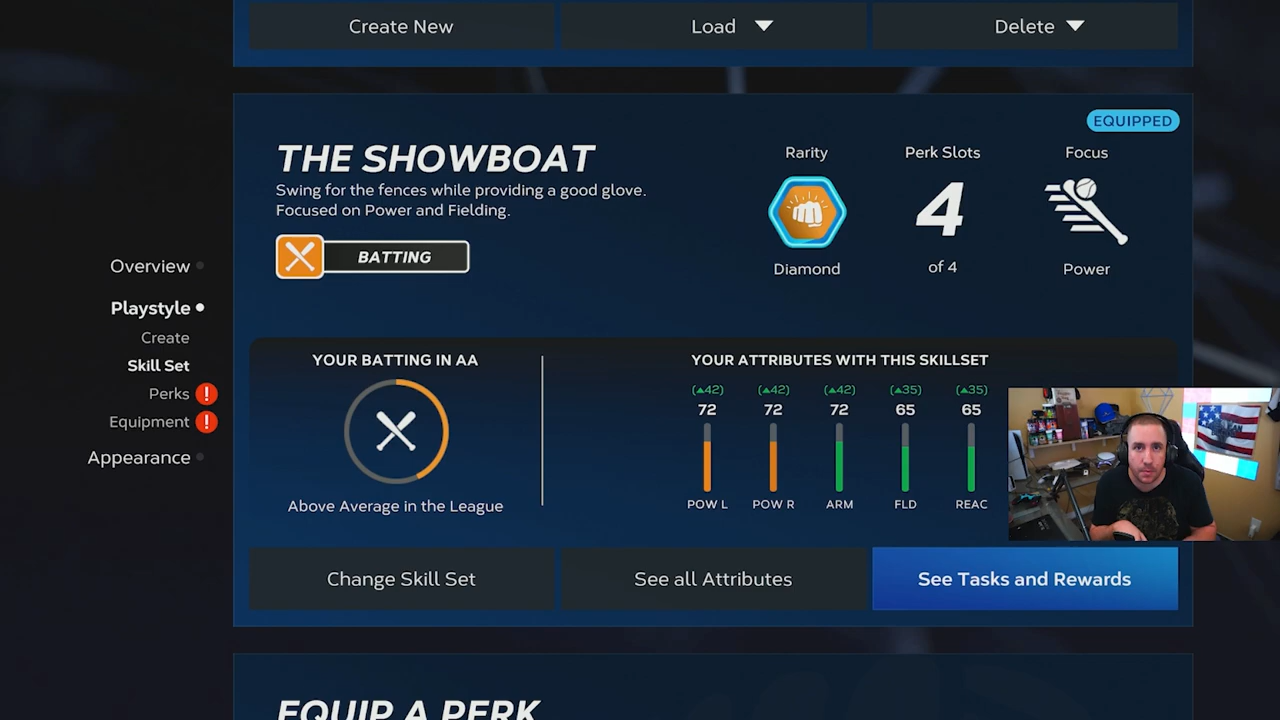 Create New
Load
Delete
EQUIPPED
THE SHOWBOAT
Swing for the fences while providing a good glove.
Focused on Power and Fielding.
BATTING
Rarity
Diamond
Perk Slots
4
of 4
Focus
Power
Overview
Playstyle
Create
Skill Set
Perks !
Equipment !
Appearance
YOUR BATTING IN AA
Above Average in the League
YOUR ATTRIBUTES WITH THIS SKILLSET
(▲42) (▲42) (▲42) (▲35) (▲35)
72 72 72 65 65
POW L POW R ARM FLD REAC
Change Skill Set
See all Attributes
See Tasks and Rewards
EQUIP A PERK